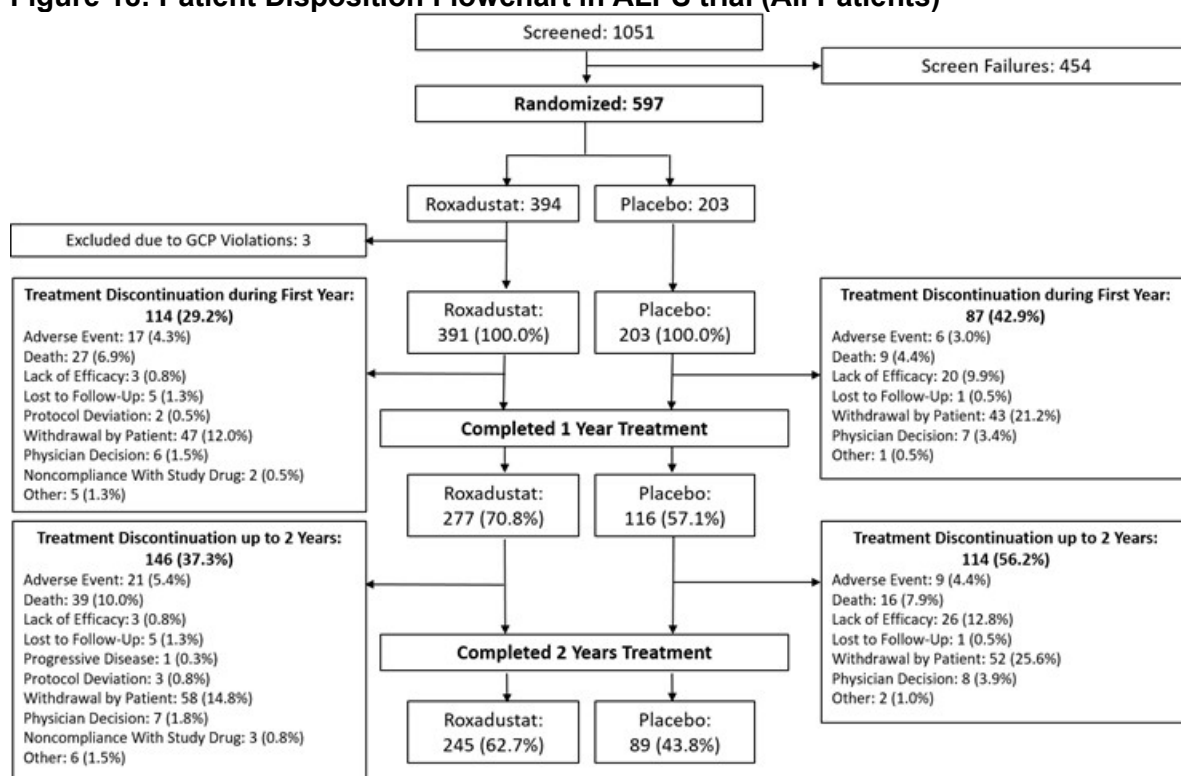 Figure 16: Patient Disposition Flowchart in ALPS trial (All Patients)
Screened: 1051
Screen Failures: 454
Randomized: 597
Roxadustat: 394
Placebo: 203
Excluded due to GCP Violations: 3
Treatment Discontinuation during First Year:
114 (29.2%)
Adverse Event: 17 (4.3%)
Death: 27 (6.9%)
Lack of Efficacy: 3 (0.8%)
Lost to Follow-Up: 5 (1.3%)
Protocol Deviation: 2 (0.5%)
Withdrawal by Patient: 47 (12.0%)
Physician Decision: 6 (1.5%)
Noncompliance With Study Drug: 2 (0.5%)
Other: 5 (1.3%)
Roxadustat:
391 (100.0%)
Placebo:
203 (100.0%)
Treatment Discontinuation during First Year:
87 (42.9%)
Adverse Event: 6 (3.0%)
Death: 9 (4.4%)
Lack of Efficacy: 20 (9.9%)
Lost to Follow-Up: 1 (0.5%)
Withdrawal by Patient: 43 (21.2%)
Physician Decision: 7 (3.4%)
Other: 1 (0.5%)
Completed 1 Year Treatment
Roxadustat:
277 (70.8%)
Placebo:
116 (57.1%)
Treatment Discontinuation up to 2 Years:
146 (37.3%)
Adverse Event: 21 (5.4%)
Death: 39 (10.0%)
Lack of Efficacy: 3 (0.8%)
Lost to Follow-Up: 5 (1.3%)
Progressive Disease: 1 (0.3%)
Protocol Deviation: 3 (0.8%)
Withdrawal by Patient: 58 (14.8%)
Physician Decision: 7 (1.8%)
Noncompliance With Study Drug: 3 (0.8%)
Other: 6 (1.5%)
Treatment Discontinuation up to 2 Years:
114 (56.2%)
Adverse Event: 9 (4.4%)
Death: 16 (7.9%)
Lack of Efficacy: 26 (12.8%)
Lost to Follow-Up: 1 (0.5%)
Withdrawal by Patient: 52 (25.6%)
Physician Decision: 8 (3.9%)
Other: 2 (1.0%)
Completed 2 Years Treatment
Roxadustat:
245 (62.7%)
Placebo:
89 (43.8%)